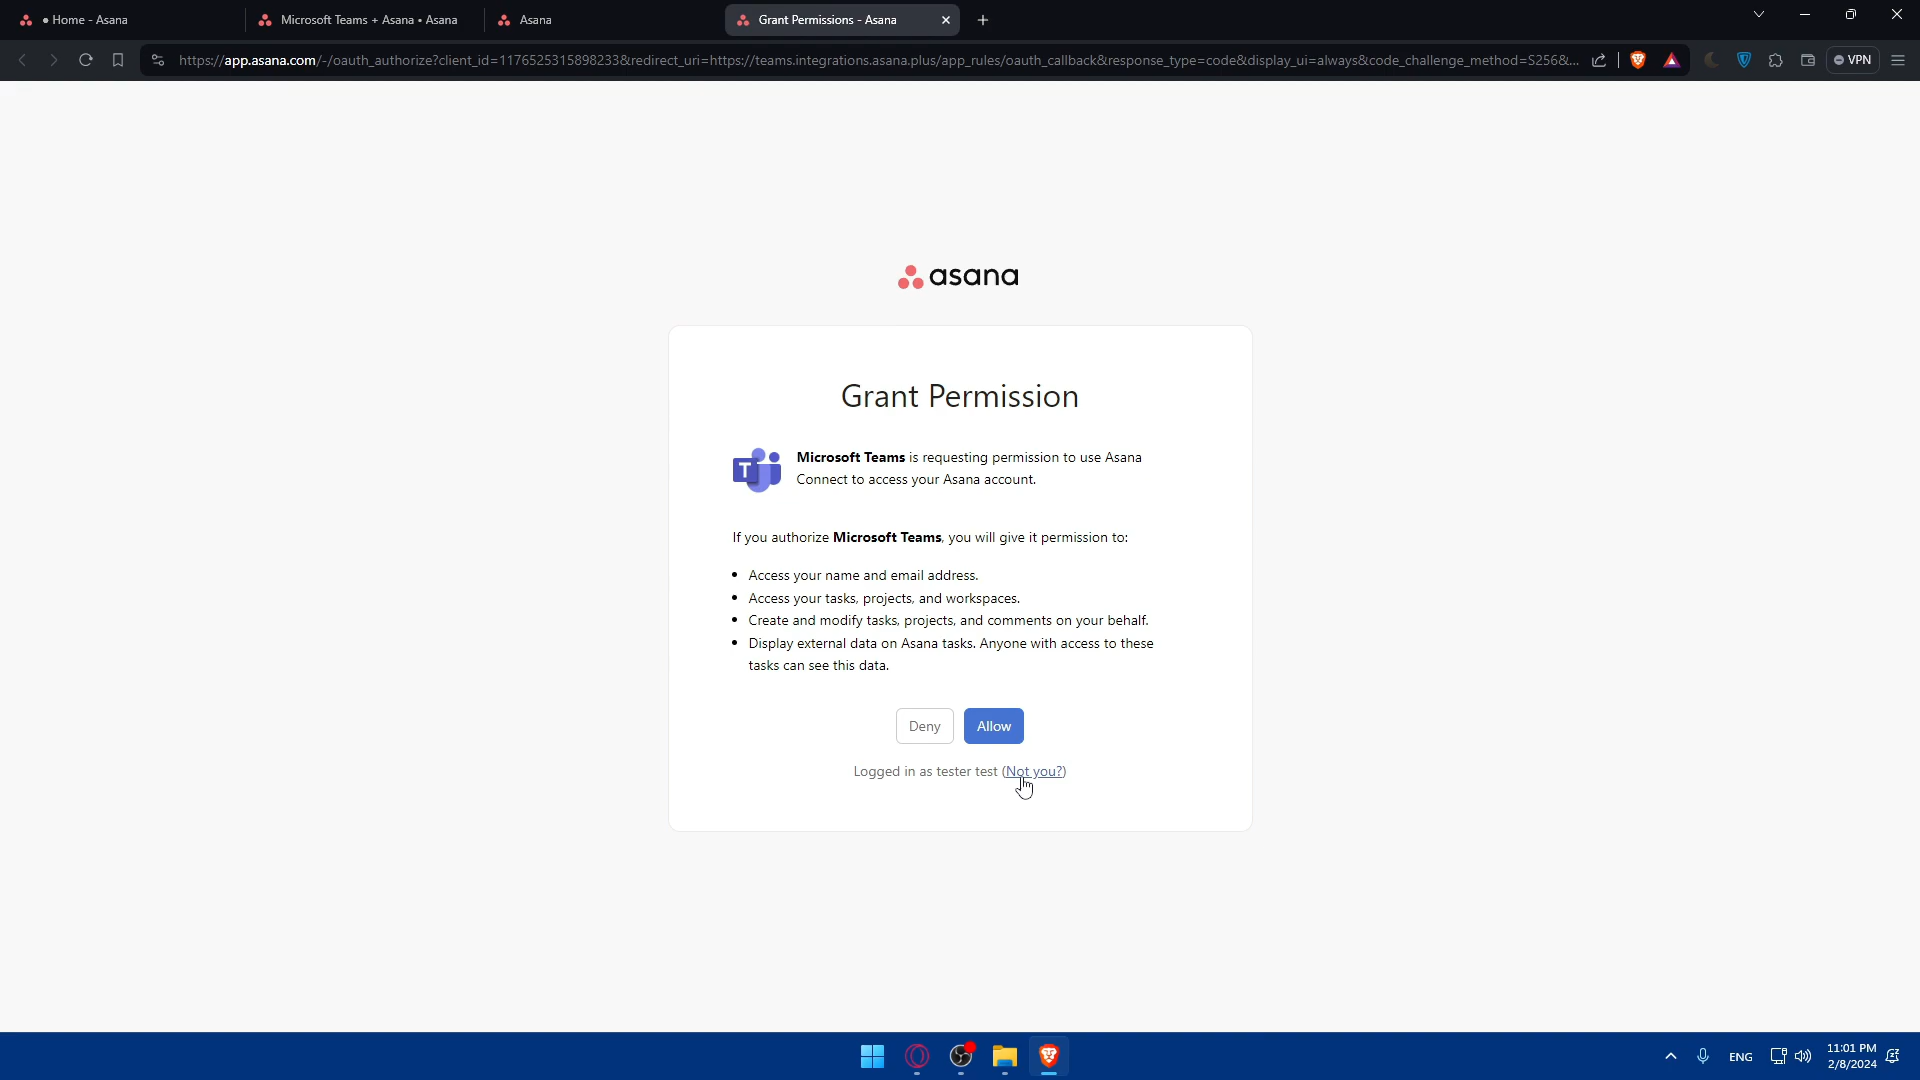 • Home - Asana
Microsoft Teams + Asana • Asana
Asana
Grant Permissions - Asana
https://app.asana.com/-/oauth_authorize?client_id=1176525315898233&redirect_uri=https://teams.integrations.asana.plus/app_rules/oauth_callback&response_type=code&display_ui=always&code_challenge_method=S256&...
VPN
asana
Grant Permission
T
Microsoft Teams is requesting permission to use Asana
Connect to access your Asana account.
If you authorize Microsoft Teams, you will give it permission to:
• Access your name and email address.
• Access your tasks, projects, and workspaces.
• Create and modify tasks, projects, and comments on your behalf.
• Display external data on Asana tasks. Anyone with access to these
tasks can see this data.
Deny
Allow
Logged in as tester test (Not you?)
ENG
11:01 PM
2/8/2024